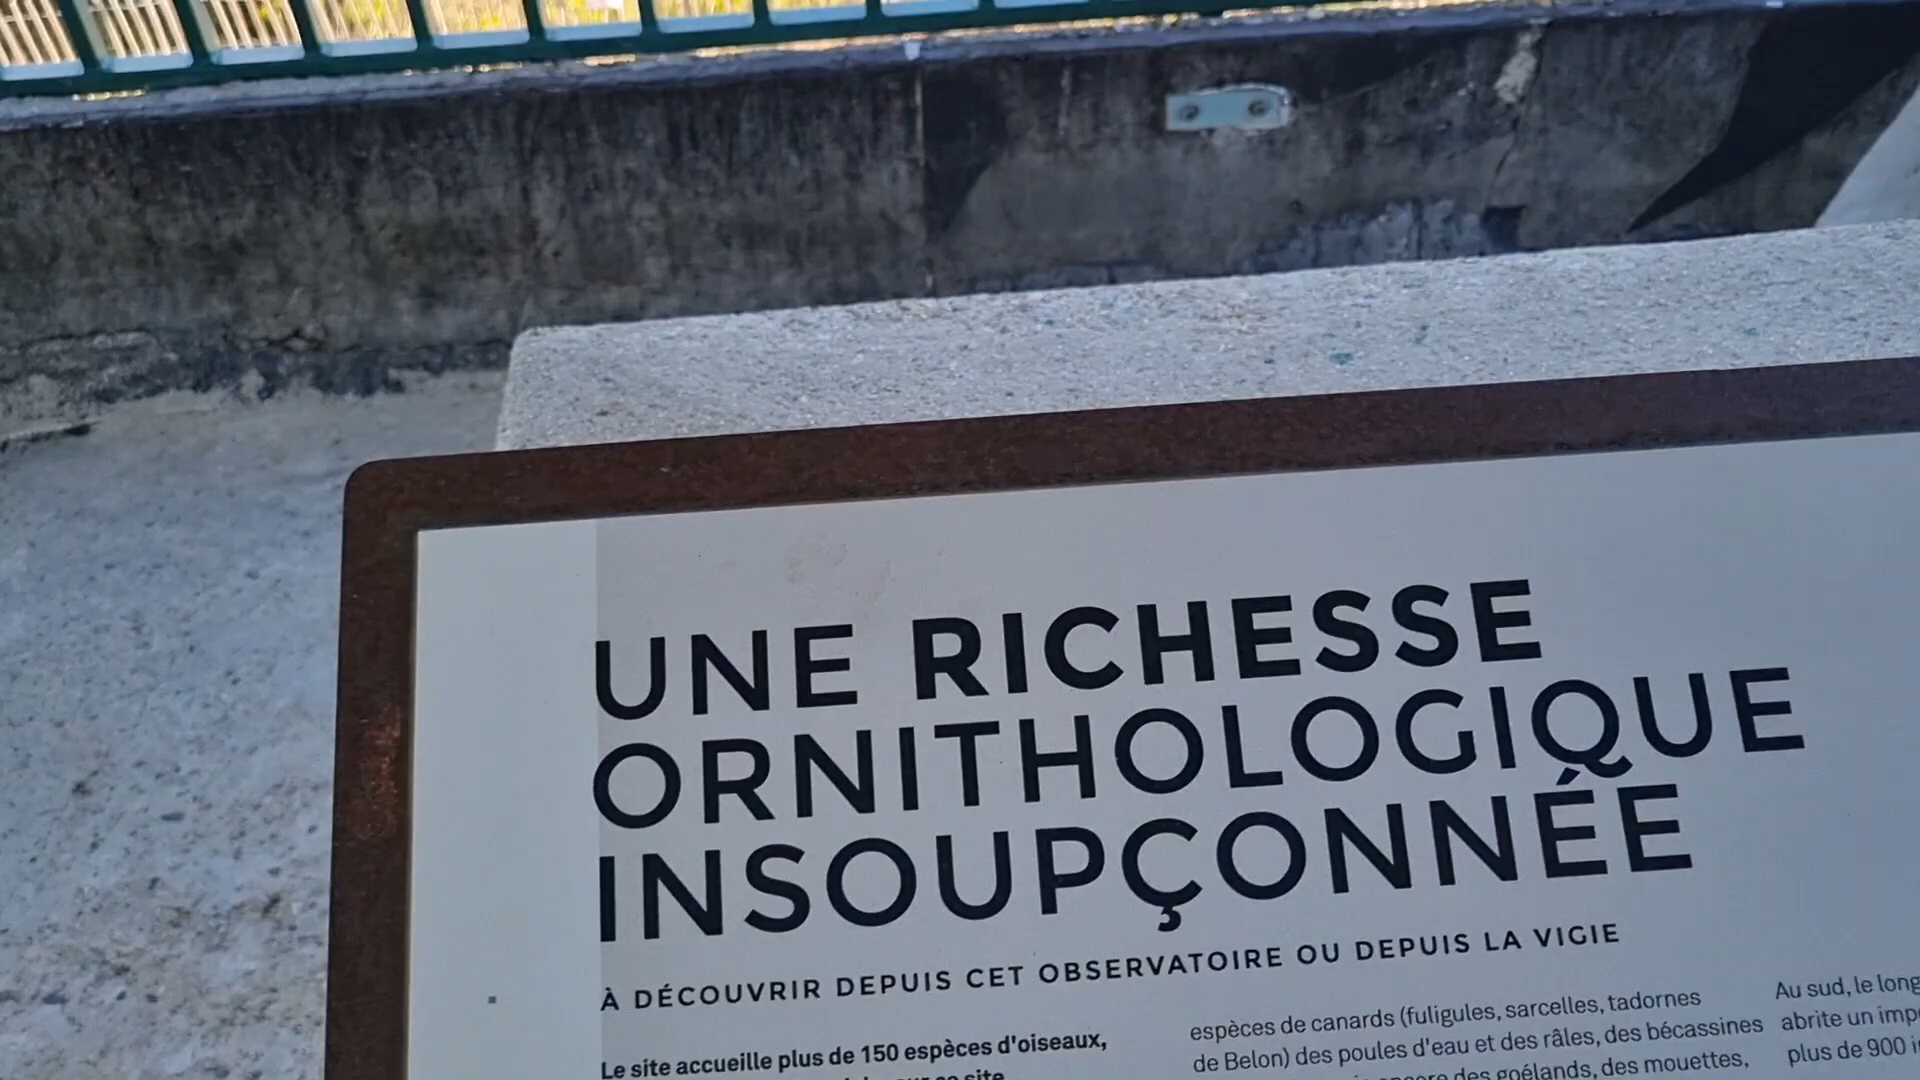 UNE RICHESSE
ORNITHOLOGIQUE
INSOUPÇONNÉE
À DÉCOUVRIR DEPUIS CET OBSERVATOIRE OU DEPUIS LA VIGIE
Le site accueille plus de 150 espèces d'oiseaux,
site
espèces de canards (fuligules, sarcelles, tadornes
de Belon) des poules d'eau et des râles, des bécassines
des goélands, des mouettes,
Au sud, le long
abrite un
plus de 900